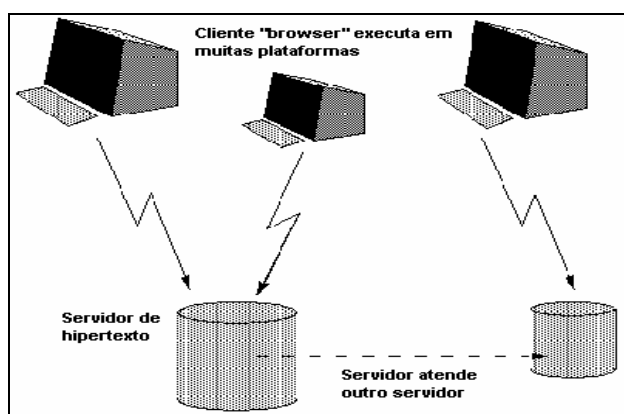 Cliente "browser" executa em
muitas plataformas
Servidor de
hipertexto
Servidor atende
outro servidor